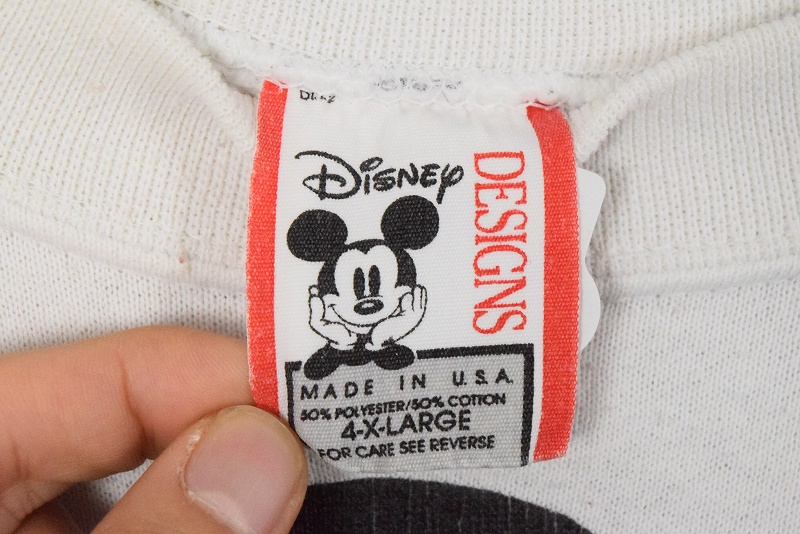 Disney
DESIGNS
MADE IN U.S.A.
50% POLYESTER/50% COTTON
4-X-LARGE
FOR CARE SEE REVERSE